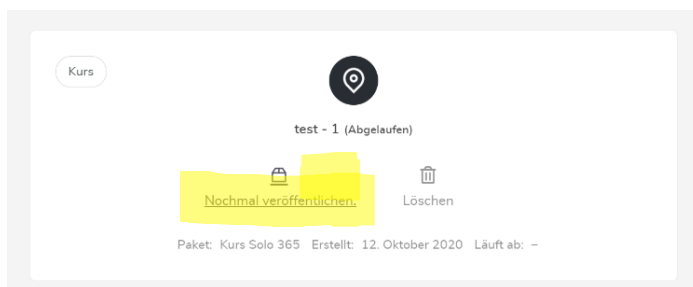 Kurs
test - 1 (Abgelaufen)
Nochmal veröffentlichen. Löschen
Paket: Kurs Solo 365 Erstellt: 12. Oktober 2020 Läuft ab: –